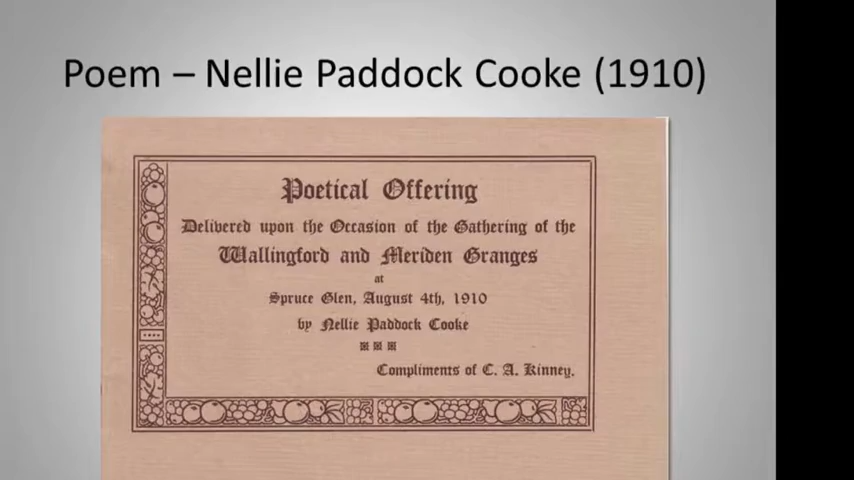 Poem – Nellie Paddock Cooke (1910)
Poetical Offering
Delivered upon the Occasion of the Gathering of the
Wallingford and Meriden Granges
at
Spruce Glen, August 4th, 1910
by Nellie Paddock Cooke
Compliments of C. A. Kinney.